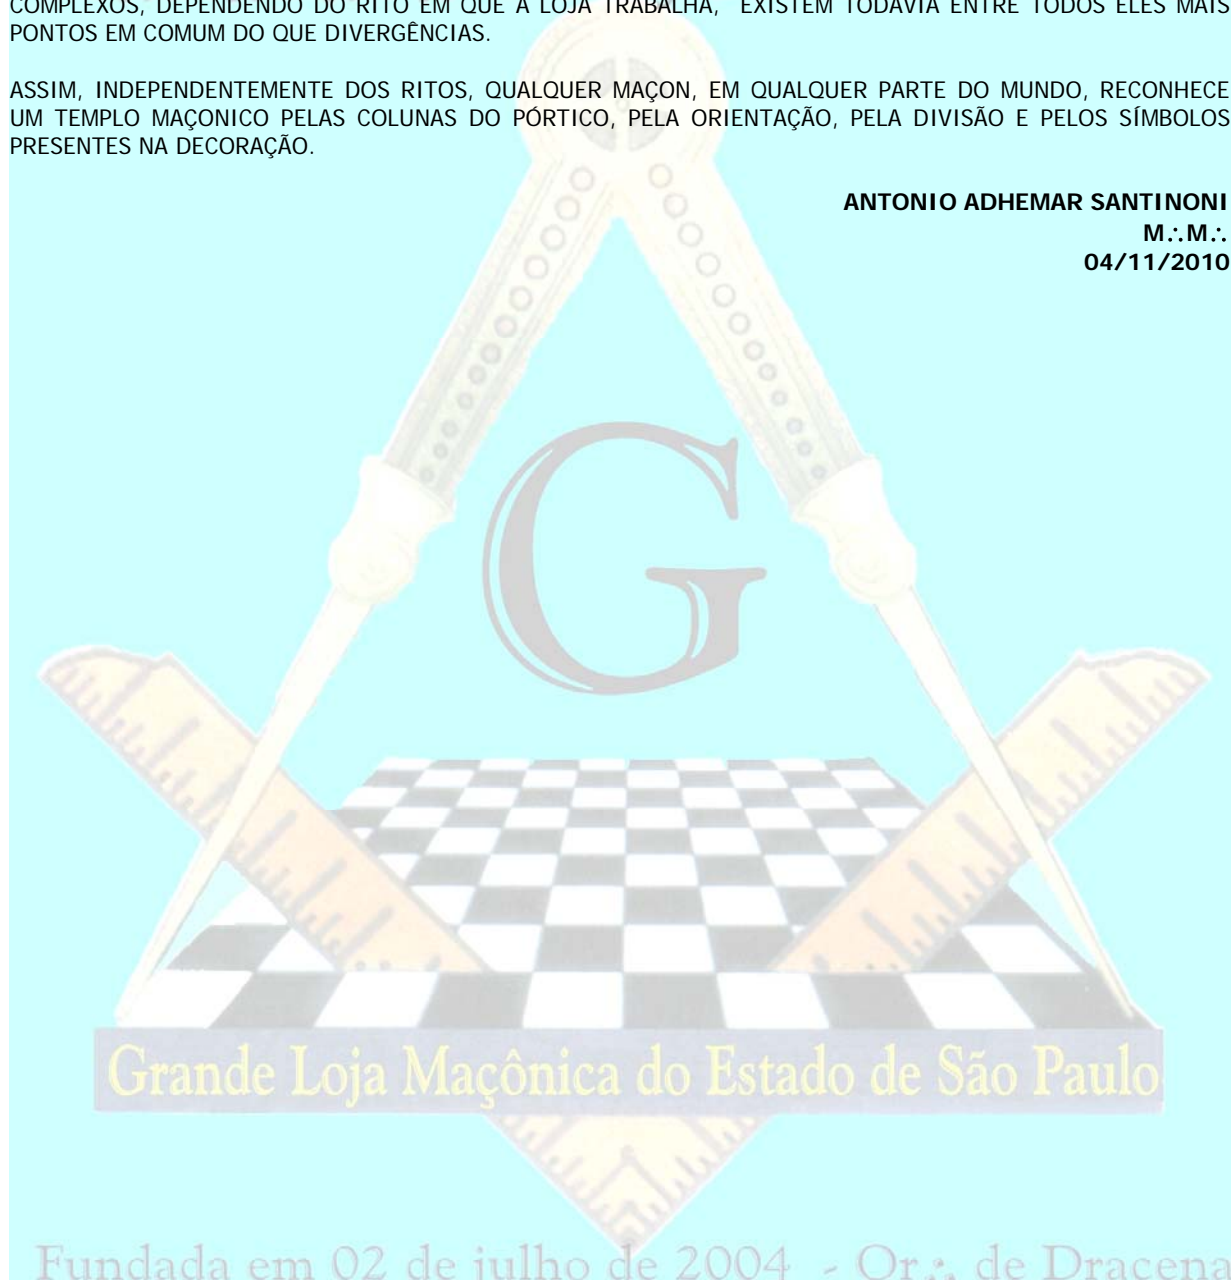 COMPLEXOS, DEPENDENDO DO RITO EM QUE A LOJA TRABALHA, EXISTEM TODAVIA ENTRE TODOS ELES MAIS
PONTOS EM COMUM DO QUE DIVERGÊNCIAS.
ASSIM, INDEPENDENTEMENTE DOS RITOS, QUALQUER MAÇON, EM QUALQUER PARTE DO MUNDO, RECONHECE
UM TEMPLO MAÇONICO PELAS COLUNAS DO PÓRTICO, PELA ORIENTAÇÃO, PELA DIVISÃO E PELOS SÍMBOLOS
PRESENTES NA DECORAÇÃO.
ANTONIO ADHEMAR SANTINONI
M∴M∴
04/11/2010
G
Grande Loja Maçônica do Estado de São Paulo
Fundada em 02 de julho de 2004 - Or∴ de Dracena